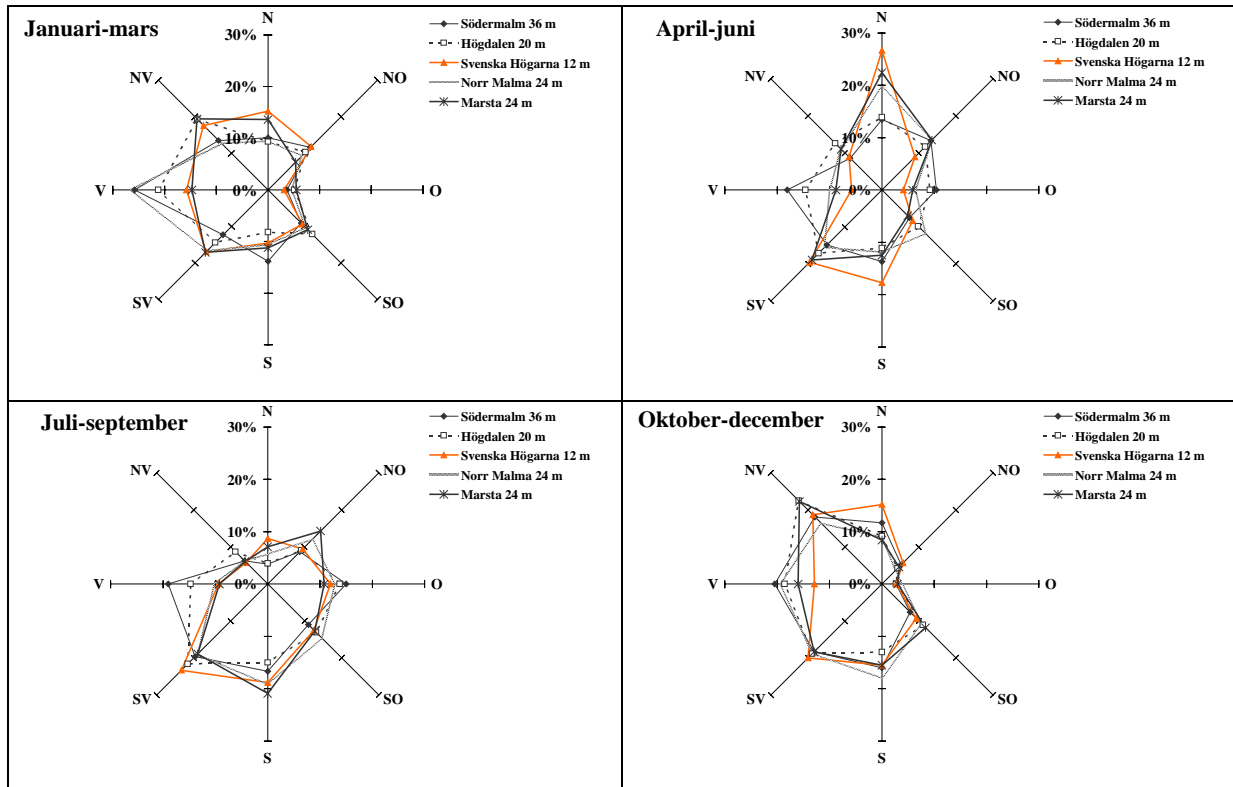 Januari-mars
N
30%
20%
10%
0%
NV
NO
V
O
SV
SO
S
Södermalm 36 m
Högdalen 20 m
Svenska Högarna 12 m
Norr Malma 24 m
Marsta 24 m
April-juni
N
30%
20%
10%
0%
NV
NO
V
O
SV
SO
S
Södermalm 36 m
Högdalen 20 m
Svenska Högarna 12 m
Norr Malma 24 m
Marsta 24 m
Juli-september
N
30%
20%
10%
0%
NV
NO
V
O
SV
SO
S
Södermalm 36 m
Högdalen 20 m
Svenska Högarna 12 m
Norr Malma 24 m
Marsta 24 m
Oktober-december
N
30%
20%
10%
0%
NV
NO
V
O
SV
SO
S
Södermalm 36 m
Högdalen 20 m
Svenska Högarna 12 m
Norr Malma 24 m
Marsta 24 m